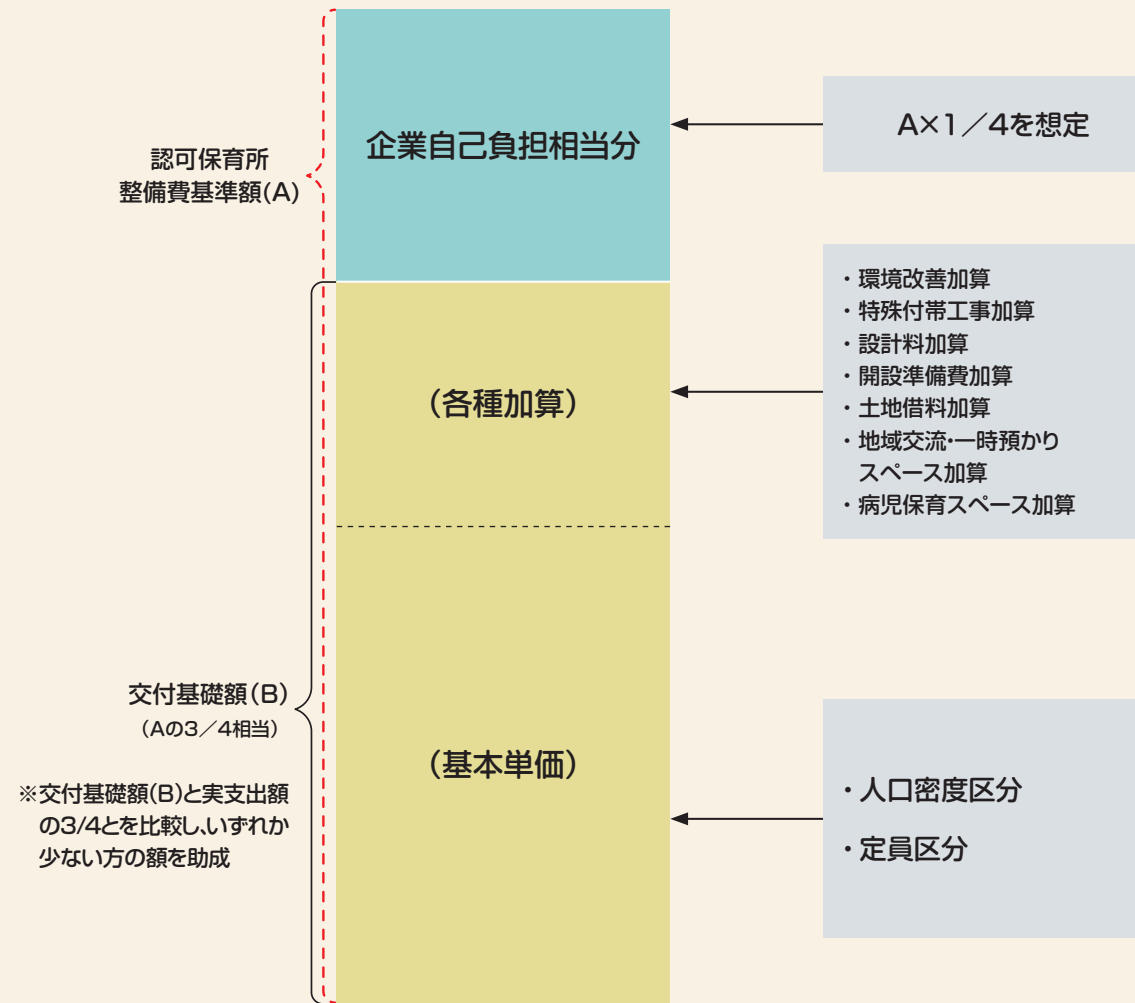 企業自己負担相当分
A×1／4を想定
認可保育所
整備費基準額(A)
・環境改善加算
・特殊付帯工事加算
・設計料加算
・開設準備費加算
・土地借料加算
・地域交流・一時預かり
スペース加算
・病児保育スペース加算
（各種加算）
交付基礎額（B）
（Aの3／4相当）
※交付基礎額(B)と実支出額
の3/4とを比較し、いずれか
少ない方の額を助成
（基本単価）
・人口密度区分
・定員区分